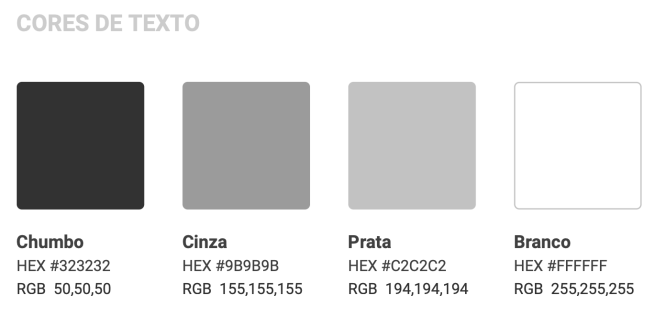 CORES DE TEXTO
Chumbo
HEX #323232
RGB 50,50,50
Cinza
HEX #9B9B9B
RGB 155,155,155
Prata
HEX #C2C2C2
RGB 194,194,194
Branco
HEX #FFFFFF
RGB 255,255,255